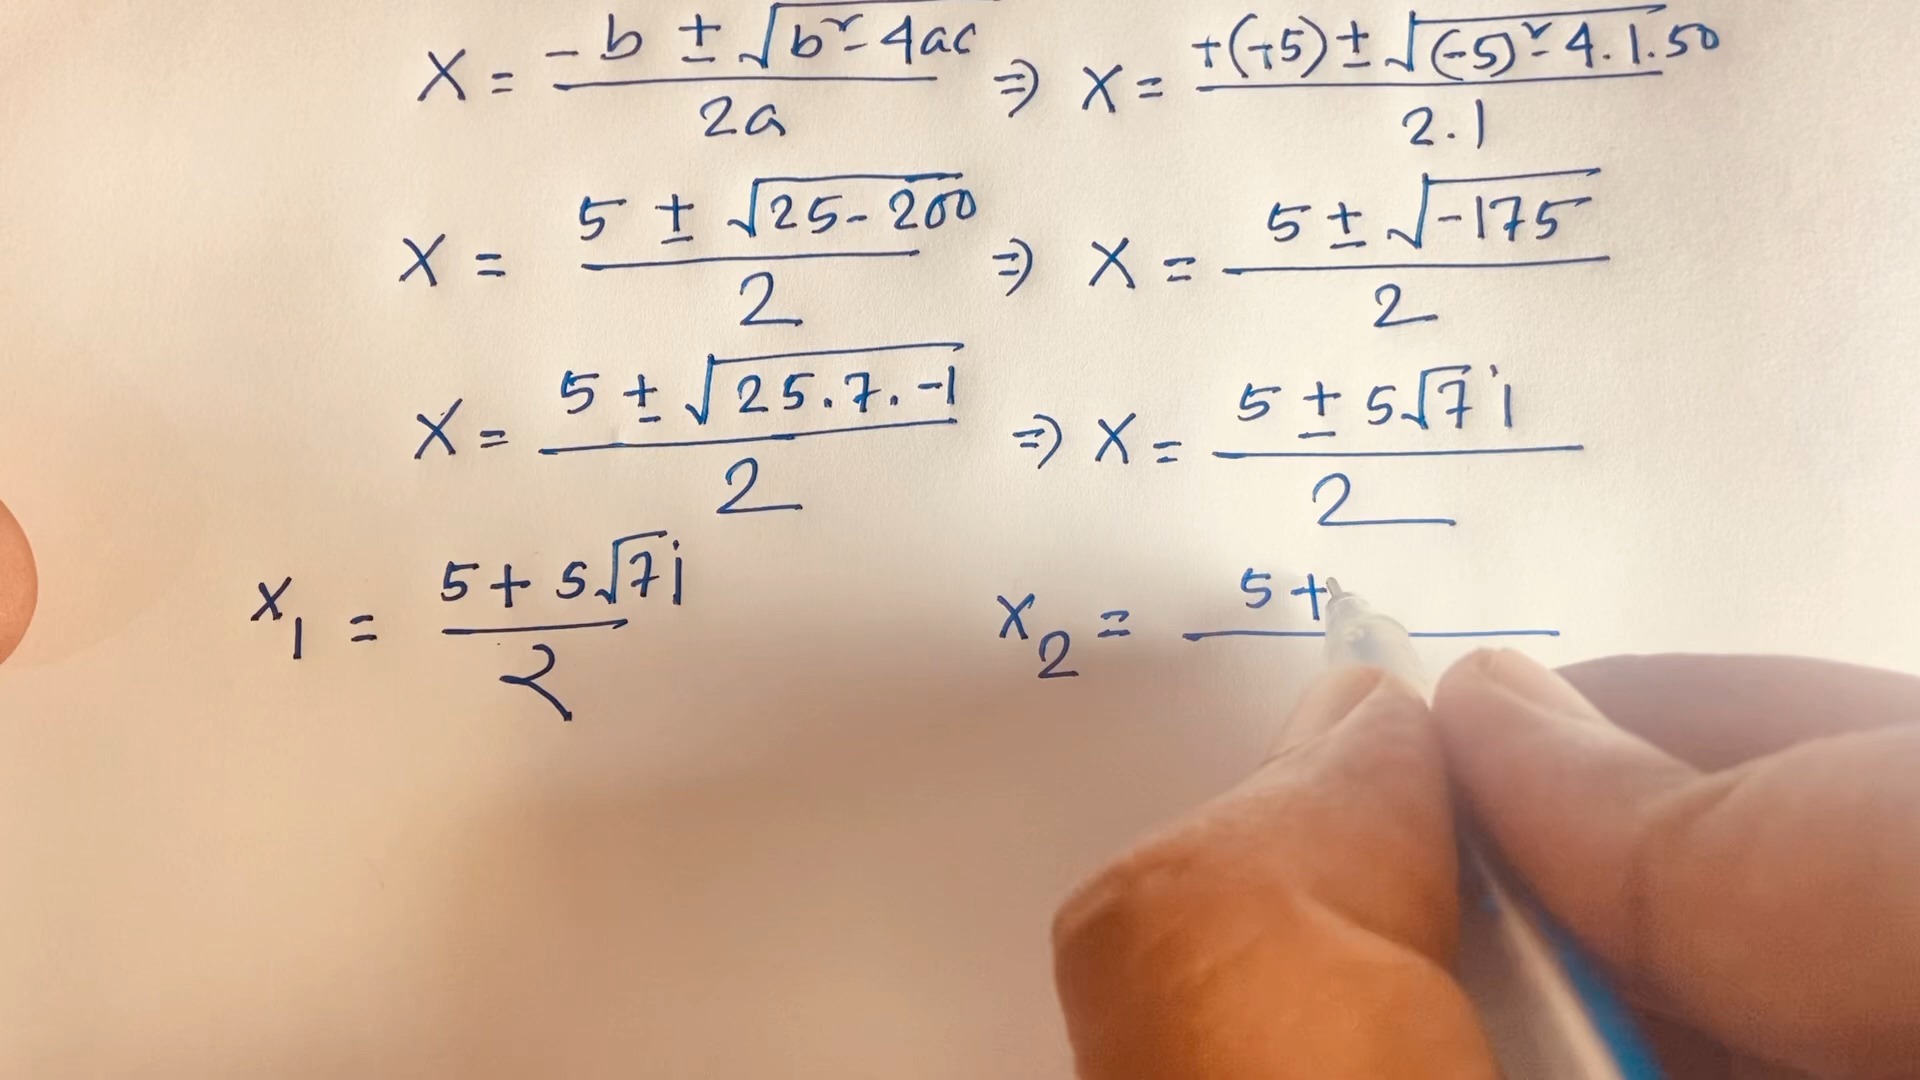 X = (-b ± √(b² - 4ac)) / 2a ⇒ X = (+(+5) ± √((-5)² - 4.1.50)) / 2.1
X = (5 ± √(25 - 200)) / 2 ⇒ X = (5 ± √(-175)) / 2
X = (5 ± √(25.7.-1)) / 2 ⇒ X = (5 ± 5√7 i) / 2
X₁ = (5 + 5√7 i) / 2 X₂ = 5 +